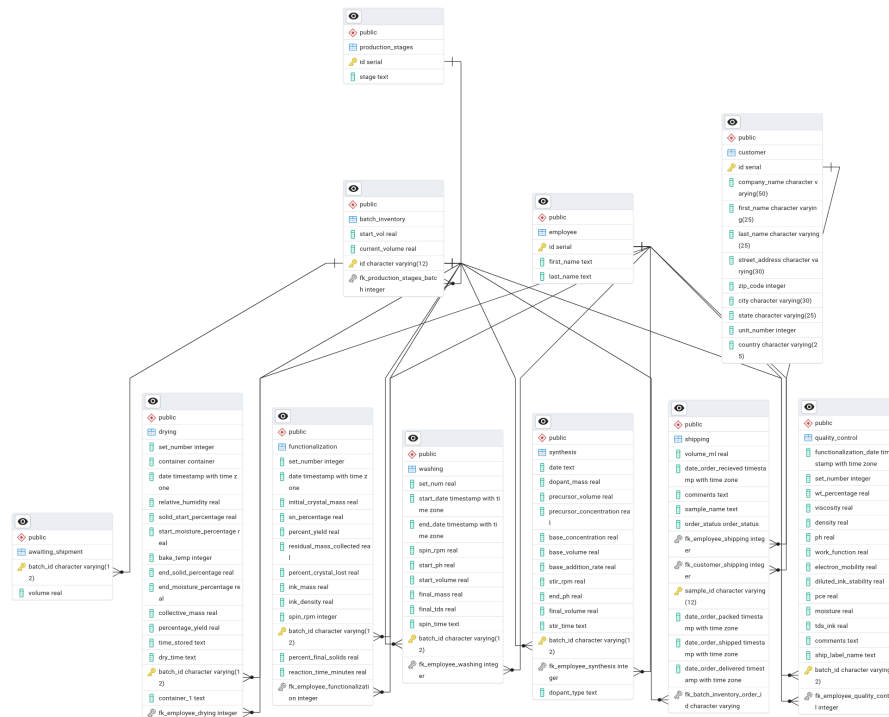 public
production_stages
id serial
stage text
public
customer
id serial
company_name character v
arying(50)
first_name character varyin
g(25)
last_name character varying
(25)
street_address character va
rying(30)
zip_code integer
city character varying(30)
state character varying(25)
unit_number integer
country character varying(2
5)
public
batch_inventory
start_vol real
current_volume real
id character varying(12)
fk_production_stages_batc
h integer
public
employee
id serial
first_name text
last_name text
public
awaiting_shipment
batch_id character varying(1
2)
volume real
public
drying
set_number integer
container container
date timestamp with time z
one
relative_humidity real
solid_start_percentage real
start_moisture_percentage r
eal
bake_temp integer
end_solid_percentage real
end_moisture_percentage re
al
collective_mass real
percentage_yield real
time_stored text
dry_time text
batch_id character varying(1
2)
container_1 text
fk_employee_drying integer
public
functionalization
set_number integer
date timestamp with time z
one
initial_crystal_mass real
sn_percentage real
percent_yield real
residual_mass_collected rea
l
percent_crystal_lost real
ink_mass real
ink_density real
spin_rpm integer
batch_id character varying(1
2)
percent_final_solids real
reaction_time_minutes real
fk_employee_functionalizati
on integer
public
washing
set_num real
start_date timestamp with ti
me zone
end_date timestamp with ti
me zone
spin_rpm real
start_ph real
start_volume real
final_mass real
final_tds real
spin_time text
batch_id character varying(1
2)
fk_employee_washing integ
er
public
synthesis
date text
dopant_mass real
precursor_volume real
precursor_concentration rea
l
base_concentration real
base_volume real
base_addition_rate real
stir_rpm real
end_ph real
final_volume real
stir_time text
batch_id character varying(1
2)
fk_employee_synthesis inte
ger
dopant_type text
public
shipping
volume_ml real
date_order_recieved timesta
mp with time zone
comments text
sample_name text
order_status order_status
fk_employee_shipping integ
er
fk_customer_shipping integ
er
sample_id character varying
(12)
date_order_packed timesta
mp with time zone
date_order_shipped timesta
mp with time zone
date_order_delivered timest
amp with time zone
fk_batch_inventory_order_i
d character varying
public
quality_control
functionalization_date tim
stamp with time zone
set_number integer
wt_percentage real
viscosity real
density real
ph real
work_function real
electron_mobility real
diluted_ink_stability real
pce real
moisture real
tds_ink real
comments text
ship_label_name text
batch_id character varying
2)
fk_employee_quality_cont
l integer